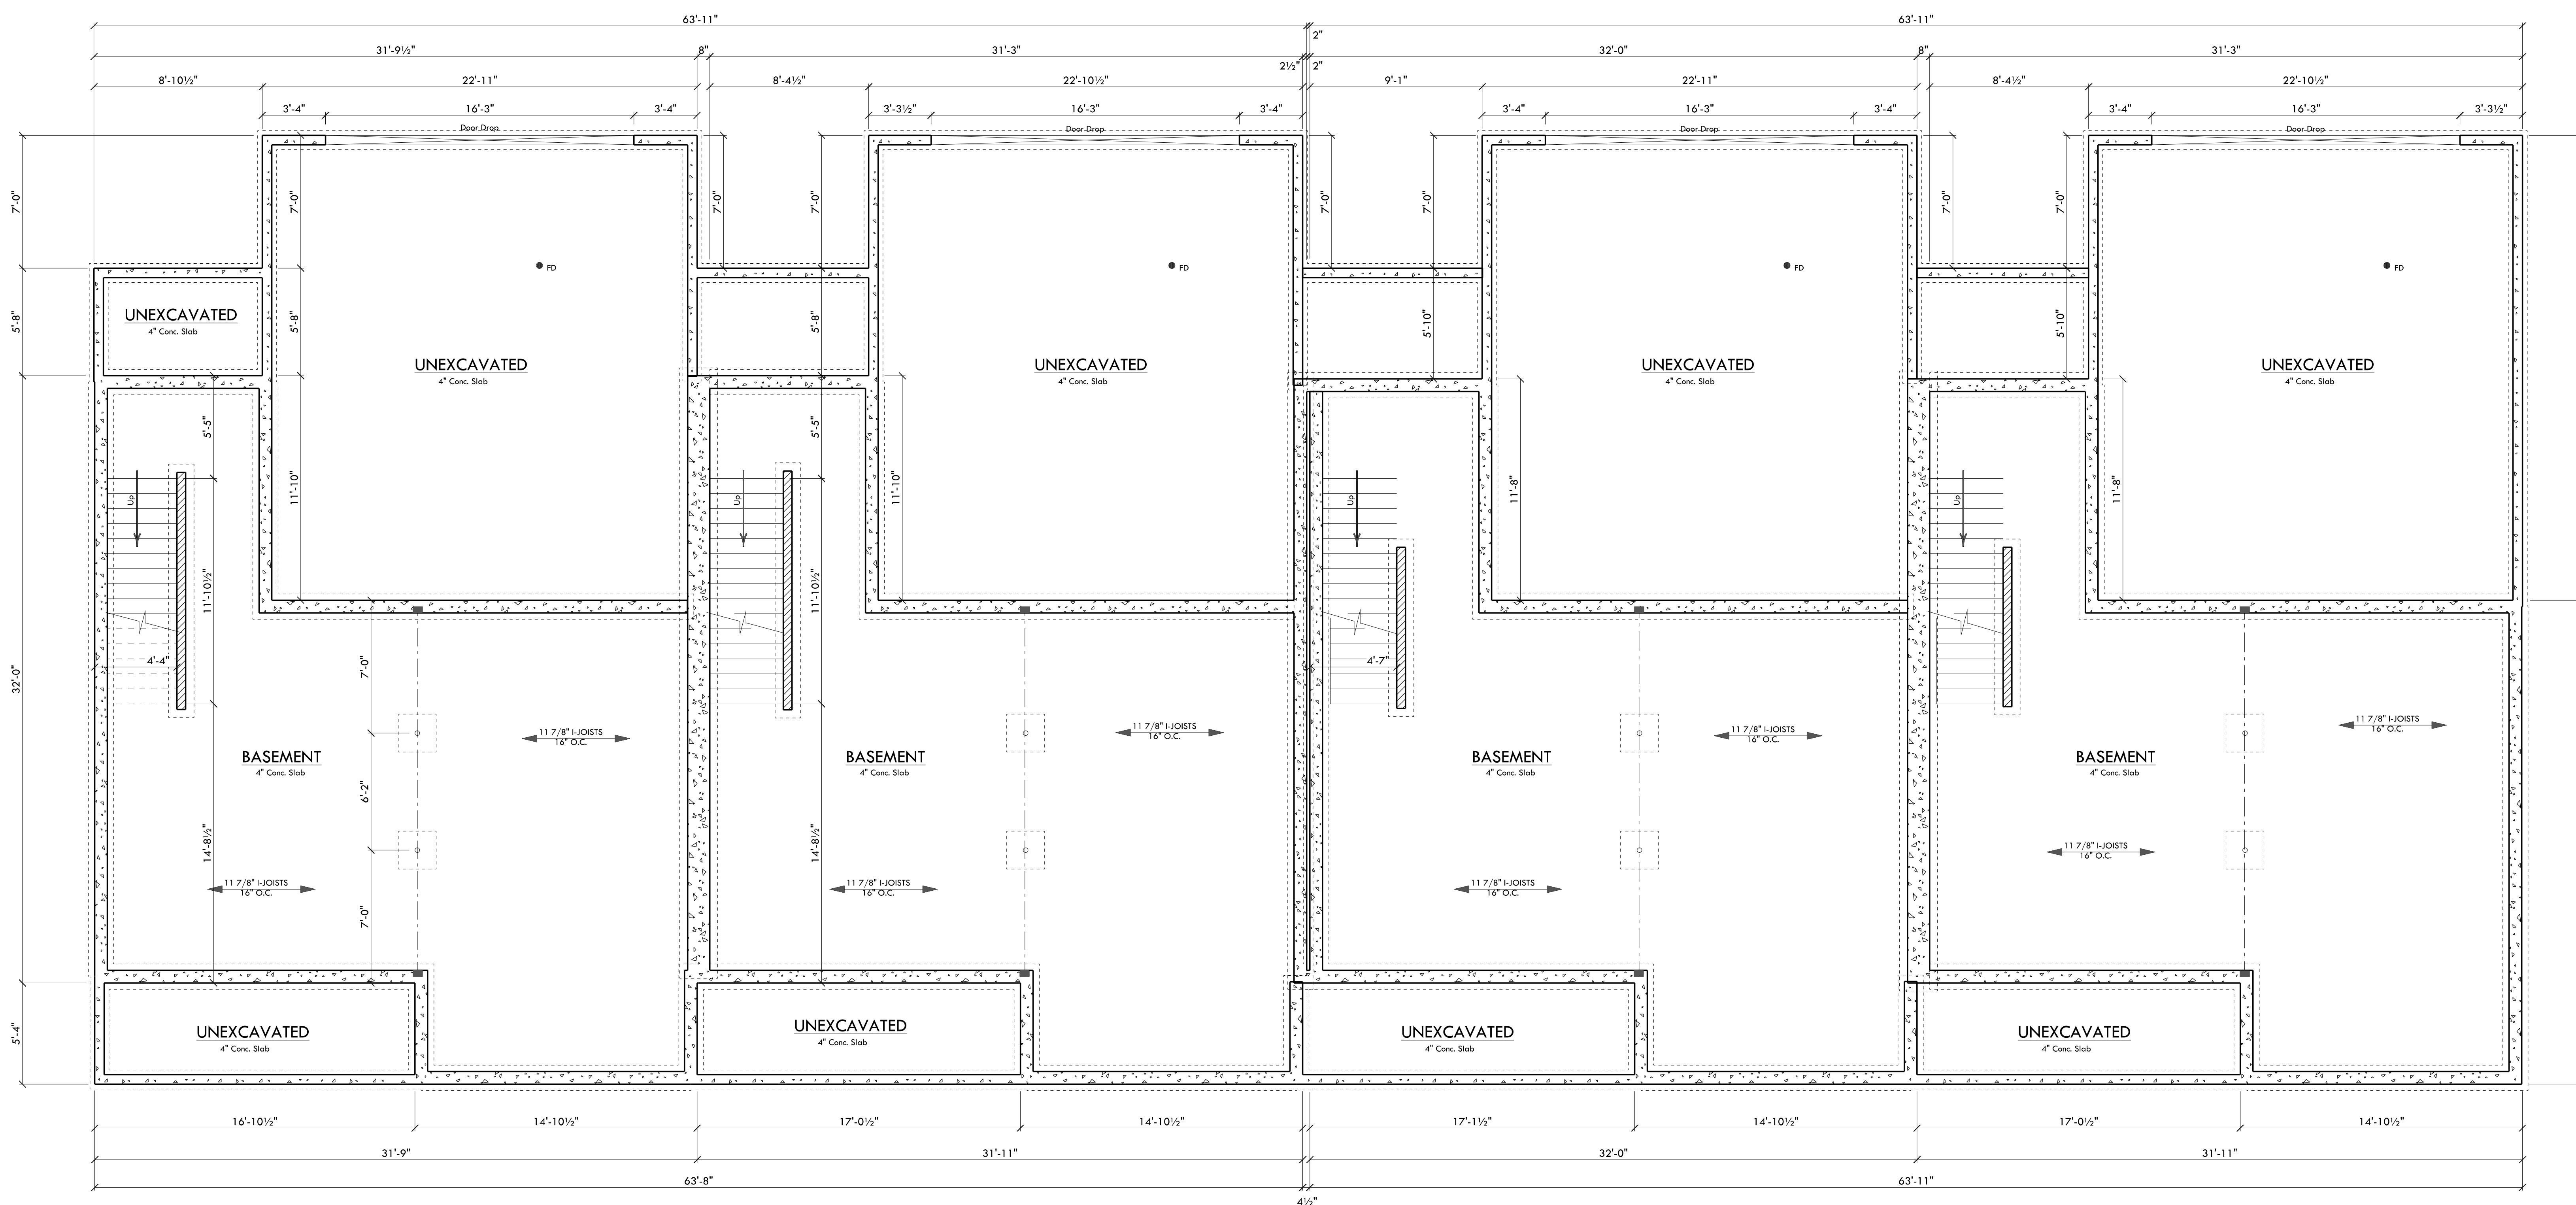 63'-11" 63'-11"
2"
31'-9½" 8" 31'-3" 32'-0" 8" 31'-3"
2½" 2"
8'-10½" 22'-11" 8'-4½" 22'-10½" 9'-1" 22'-11" 8'-4½" 22'-10½"
3'-4" 16'-3" 3'-4" 3'-3½" 16'-3" 3'-4" 3'-4" 16'-3" 3'-4" 3'-4" 16'-3" 3'-3½"
Door Drop Door Drop Door Drop Door Drop
7'-0" 7'-0" 7'-0" 7'-0" 7'-0" 7'-0" 7'-0" 7'-0"
FD FD FD FD
UNEXCAVATED
4" Conc. Slab
5'-8" 5'-8" 5'-8" 5'-10" 5'-10"
UNEXCAVATED UNEXCAVATED UNEXCAVATED UNEXCAVATED
4" Conc. Slab 4" Conc. Slab 4" Conc. Slab 4" Conc. Slab
5'-5" 5'-5"
Up 11'-10" Up 11'-10" Up 11'-8" Up 11'-8"
11'-10½" 11'-10½"
32'-0" 4'-4" 7'-0" 4'-7"
11 7/8" I-JOISTS 11 7/8" I-JOISTS 11 7/8" I-JOISTS 11 7/8" I-JOISTS
16" O.C. 16" O.C. 16" O.C. 16" O.C.
BASEMENT BASEMENT BASEMENT BASEMENT
4" Conc. Slab 4" Conc. Slab 4" Conc. Slab 4" Conc. Slab
6'-2"
14'-8½" 14'-8½"
11 7/8" I-JOISTS
16" O.C.
11 7/8" I-JOISTS 11 7/8" I-JOISTS 11 7/8" I-JOISTS
16" O.C. 16" O.C. 16" O.C.
7'-0"
5'-4"
UNEXCAVATED UNEXCAVATED UNEXCAVATED UNEXCAVATED
4" Conc. Slab 4" Conc. Slab 4" Conc. Slab 4" Conc. Slab
16'-10½" 14'-10½" 17'-0½" 14'-10½" 17'-1½" 14'-10½" 17'-0½" 14'-10½"
31'-9" 31'-11" 32'-0" 31'-11"
63'-8" 63'-11"
4½"